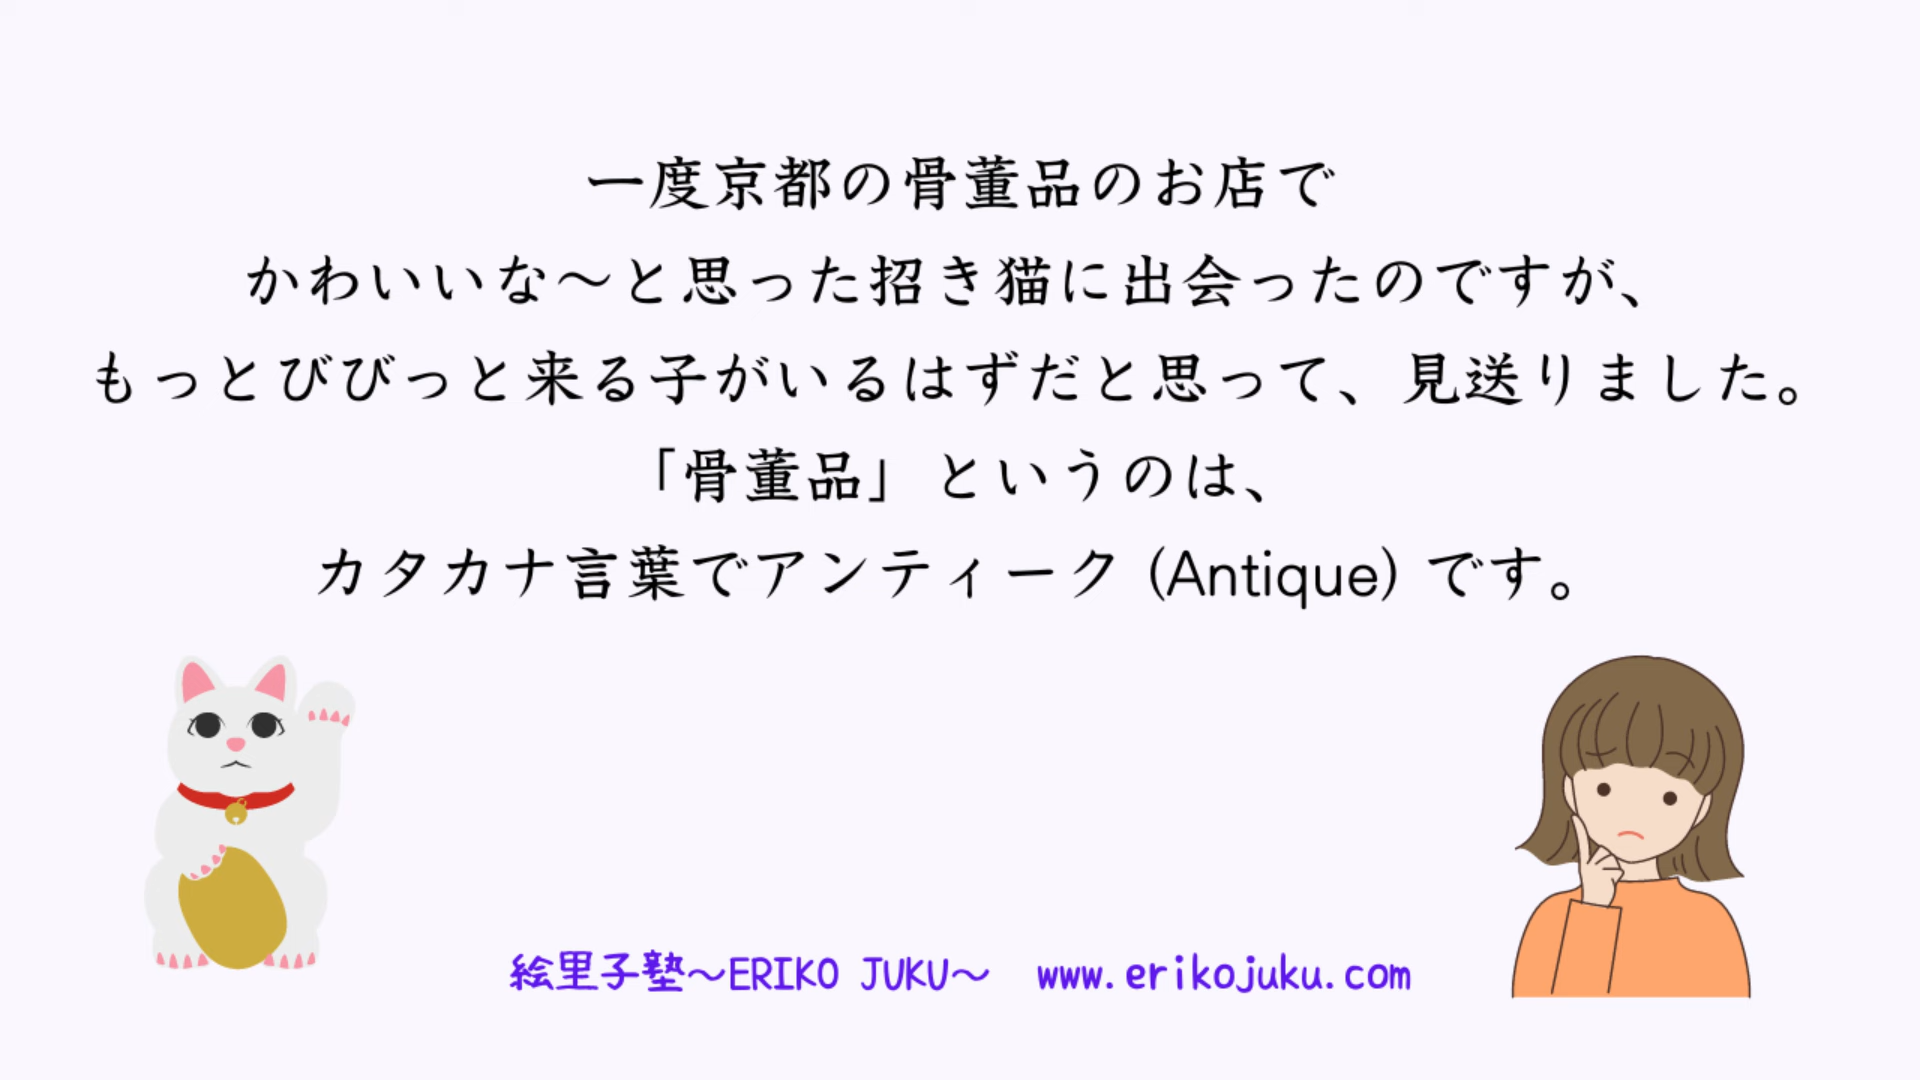 一度京都の骨董品のお店で
かわいいな～と思った招き猫に出会ったのですが、
もっとびびっと来る子がいるはずだと思って、見送りました。
「骨董品」というのは、
カタカナ言葉でアンティーク (Antique) です。
絵里子塾～ERIKO JUKU～　www.erikojuku.com